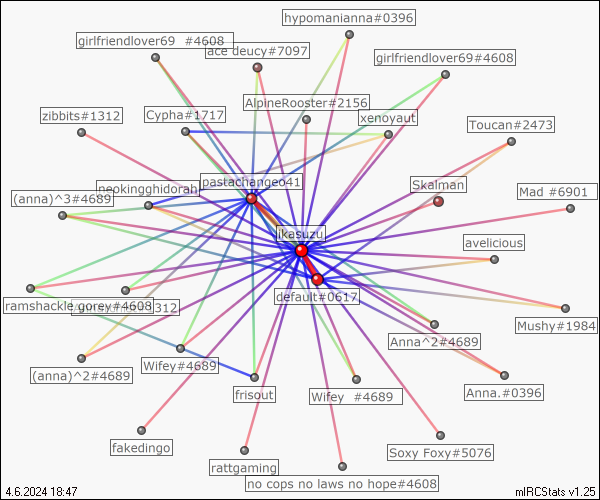 hypomanianna#0396
girlfriendlover69 #4608
ace deucy#7097
girlfriendlover69#4608
AlpineRooster#2156
zibbits#1312
Cypha#1717
xenoyaut
Toucan#2473
pastachangeo41
Skalman
neokingghidorah
Mad #6901
(anna)^3#4689
ikasuzu
avelicious
default#0617
ramshackle gorey#4608
1312
Mushy#1984
Anna^2#4689
Wifey#4689
(anna)^2#4689
frisout
Wifey #4689
Anna.#0396
fakedingo
Soxy Foxy#5076
rattgaming
no cops no laws no hope#4608
4.6.2024 18:47
mIRCStats v1.25